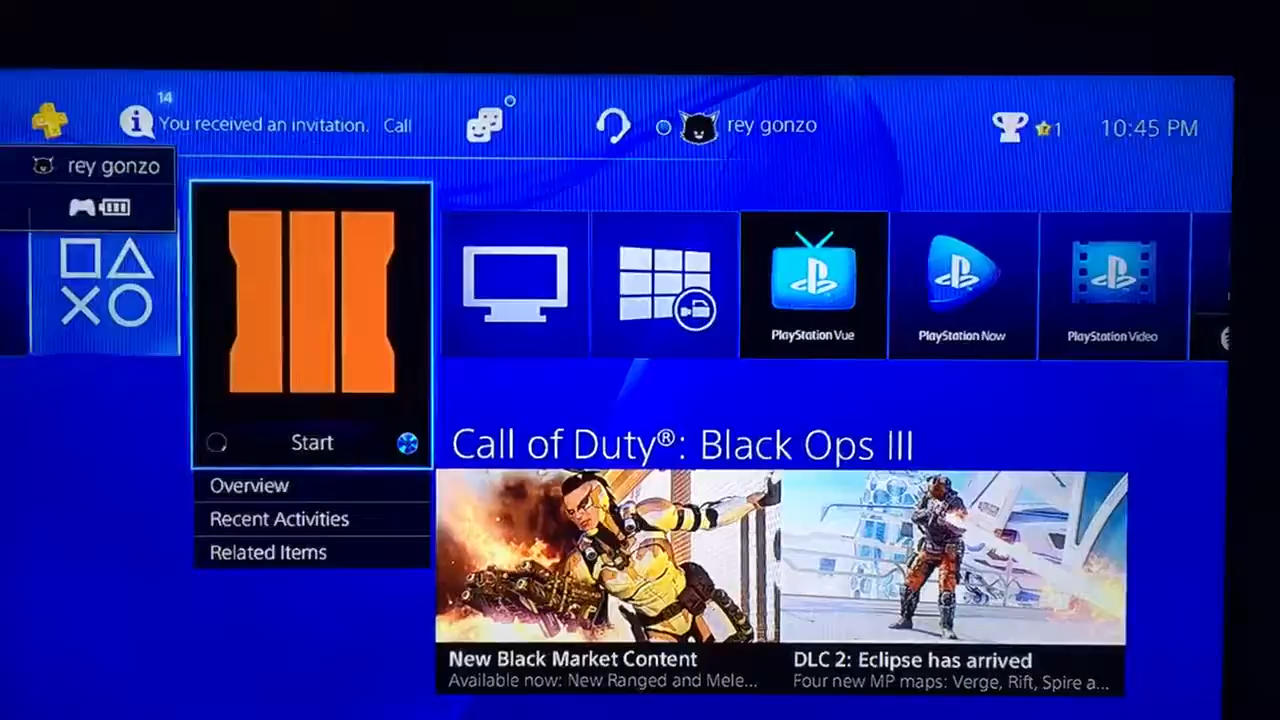 14
You received an invitation. Call
rey gonzo
1
10:45 PM
rey gonzo
PlayStation Vue
PlayStation Now
PlayStation Video
Start
Call of Duty®: Black Ops III
Overview
Recent Activities
Related Items
New Black Market Content
Available now: New Ranged and Mele...
DLC 2: Eclipse has arrived
Four new MP maps: Verge, Rift, Spire a...